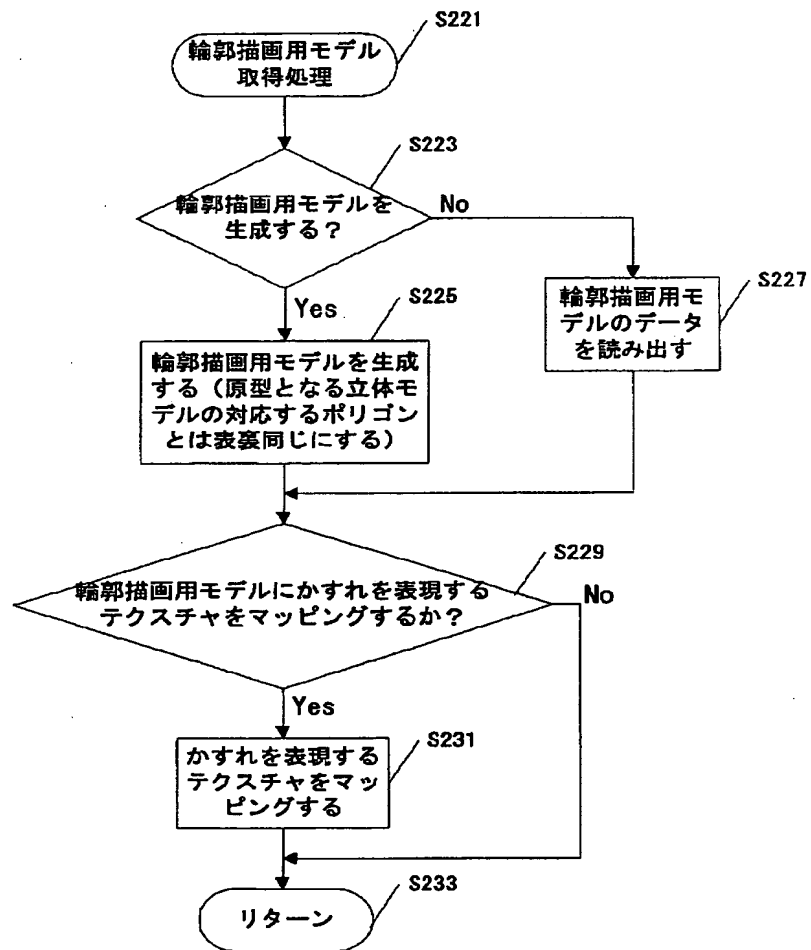 S221
輪郭描画用モデル
取得処理
S223
輪郭描画用モデルを
生成する？
No
Yes
S225
輪郭描画用モデルを生成
する（原型となる立体モ
デルの対応するポリゴン
とは表裏同じにする）
S227
輪郭描画用モ
デルのデータ
を読み出す
S229
輪郭描画用モデルにかすれを表現する
テクスチャをマッピングするか？
No
Yes
S231
かすれを表現する
テクスチャをマッ
ピングする
S233
リターン